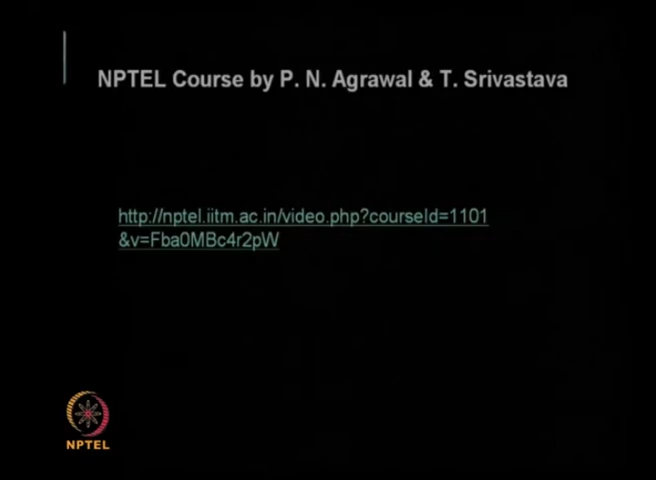 NPTEL Course by P. N. Agrawal & T. Srivastava
http://nptel.iitm.ac.in/video.php?courseId=1101
&v=Fba0MBc4r2pW
NPTEL